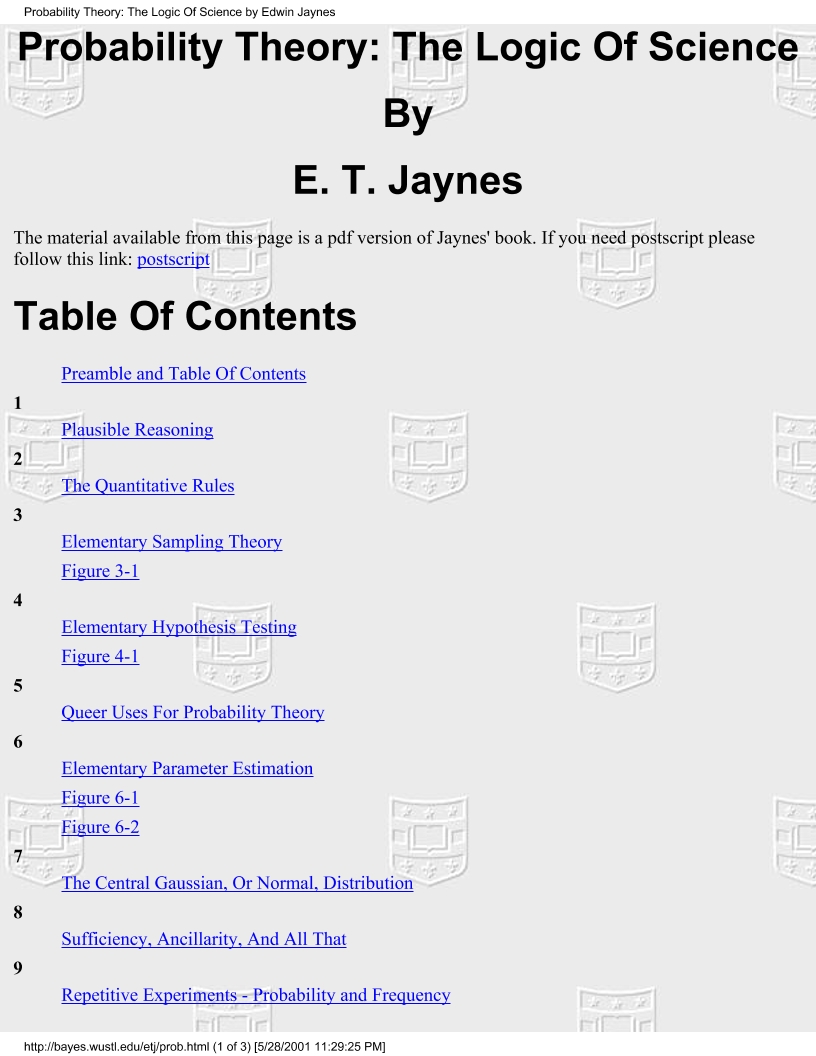 Probability Theory: The Logic Of Science by Edwin Jaynes
Probability Theory: The Logic Of Science
By
E. T. Jaynes
The material available from this page is a pdf version of Jaynes' book. If you need postscript please
follow this link: postscript
Table Of Contents
Preamble and Table Of Contents
1
Plausible Reasoning
2
The Quantitative Rules
3
Elementary Sampling Theory
Figure 3-1
4
Elementary Hypothesis Testing
Figure 4-1
5
Queer Uses For Probability Theory
6
Elementary Parameter Estimation
Figure 6-1
Figure 6-2
7
The Central Gaussian, Or Normal, Distribution
8
Sufficiency, Ancillarity, And All That
9
Repetitive Experiments - Probability and Frequency
http://bayes.wustl.edu/etj/prob.html (1 of 3) [5/28/2001 11:29:25 PM]